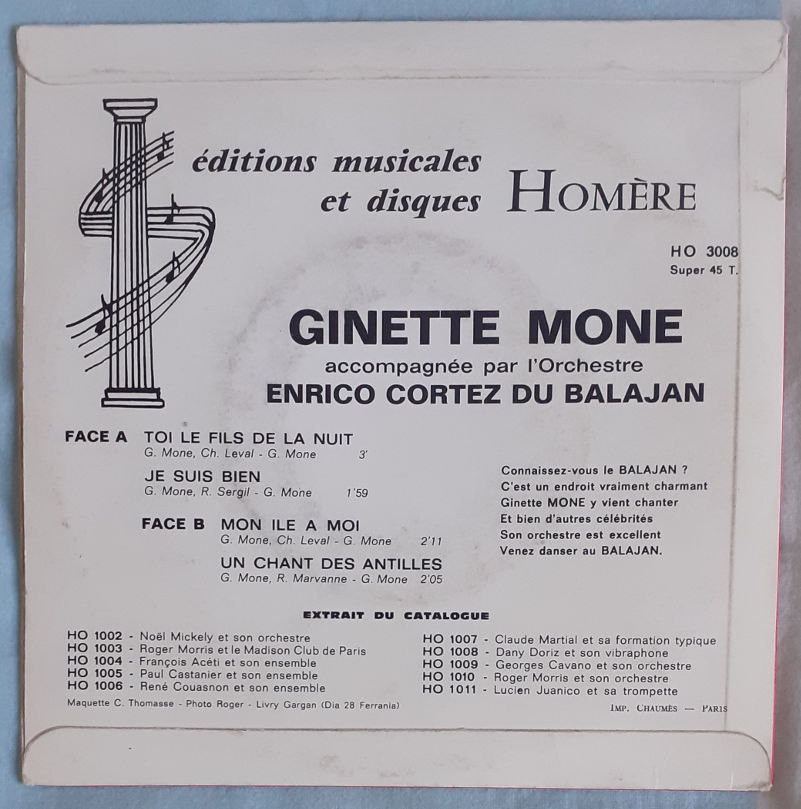 éditions musicales
et disques HOMÈRE
HO 3008
Super 45 T.
GINETTE MONE
accompagnée par l'Orchestre
ENRICO CORTEZ DU BALAJAN
FACE A TOI LE FILS DE LA NUIT
G. Mone, Ch. Leval - G. Mone 3'
JE SUIS BIEN
G. Mone, R. Sergil - G. Mone 1'59
FACE B MON ILE A MOI
G. Mone, Ch. Leval - G. Mone 2'11
UN CHANT DES ANTILLES
G. Mone, R. Marvanne - G. Mone 2'05
Connaissez-vous le BALAJAN ?
C'est un endroit vraiment charmant
Ginette MONE y vient chanter
Et bien d'autres célébrités
Son orchestre est excellent
Venez danser au BALAJAN.
EXTRAIT DU CATALOGUE
HO 1002 - Noël Mickely et son orchestre
HO 1003 - Roger Morris et le Madison Club de Paris
HO 1004 - François Acéti et son ensemble
HO 1005 - Paul Castanier et son ensemble
HO 1006 - René Couasnon et son ensemble
HO 1007 - Claude Martial et sa formation typique
HO 1008 - Dany Doriz et son vibraphone
HO 1009 - Georges Cavano et son orchestre
HO 1010 - Roger Morris et son orchestre
HO 1011 - Lucien Juanico et sa trompette
Maquette C. Thomasse - Photo Roger - Livry Gargan (Dia 28 Ferrania)
IMP. CHAUMÈS — PARIS